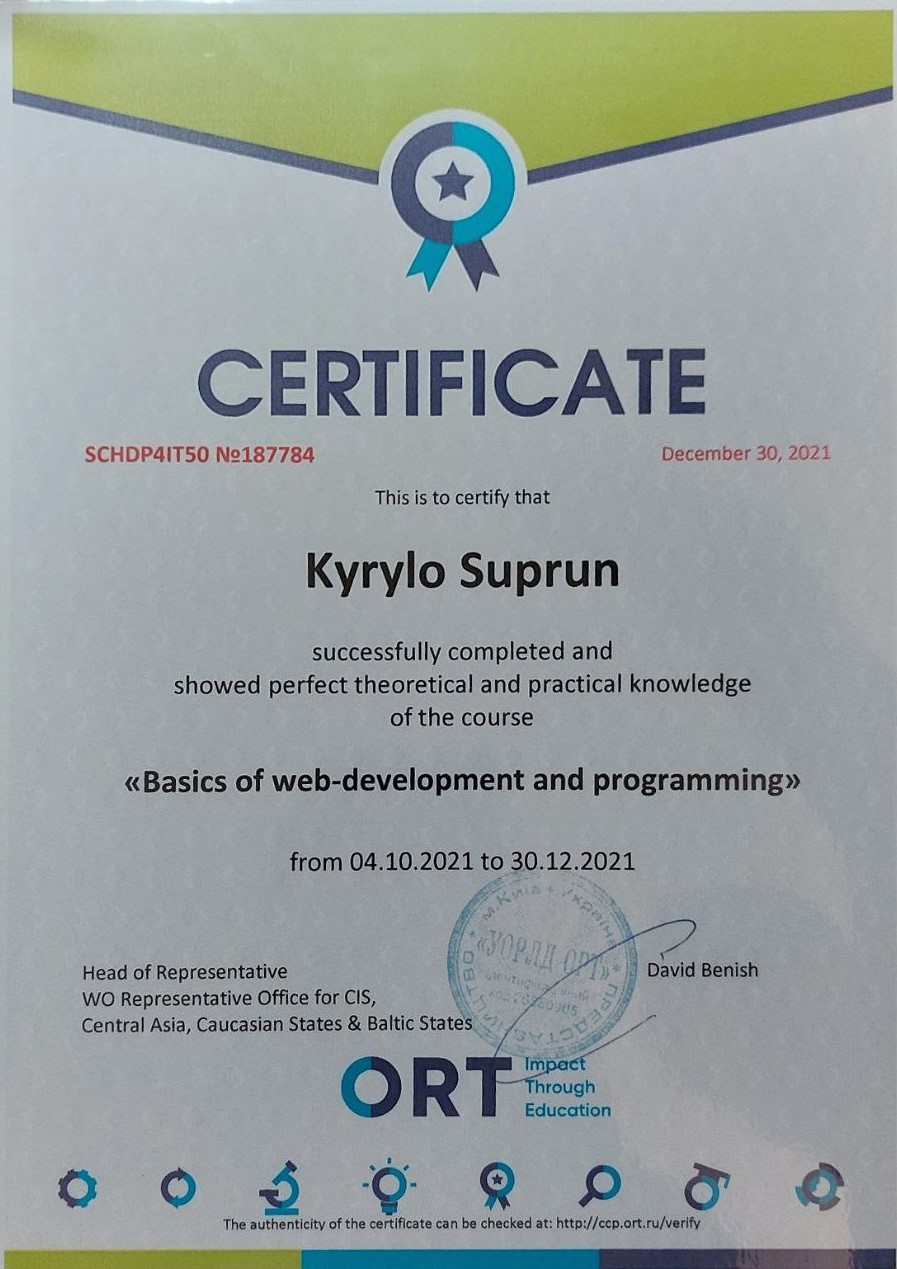 CERTIFICATE
SCHDP4IT50 №187784
December 30, 2021
This is to certify that
Kyrylo Suprun
successfully completed and
showed perfect theoretical and practical knowledge
of the course
«Basics of web-development and programming»
from 04.10.2021 to 30.12.2021
м.Київ * Україна * ПРЕДСТАВНИЦТВО *
«УОРЛД ОРТ»
Head of Representative
WO Representative Office for CIS,
Central Asia, Caucasian States & Baltic States
David Benish
ORT
Impact
Through
Education
The authenticity of the certificate can be checked at: http://ccp.ort.ru/verify